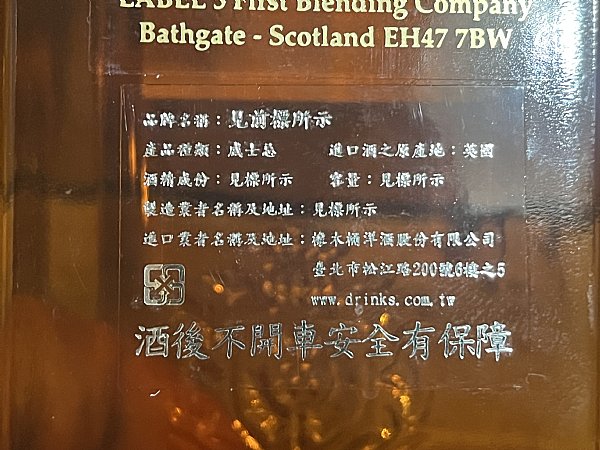 LABEL 5 First Blending Company
Bathgate - Scotland EH47 7BW
品牌名稱：見前標所示
產品種類：威士忌　進口酒之原產地：英國
酒精成份：見標所示　容量：見標所示
製造業者名稱及地址：見標所示
進口業者名稱及地址：橡木桶洋酒股份有限公司
臺北市松江路200號6樓之5
www.drinks.com.tw
酒後不開車安全有保障